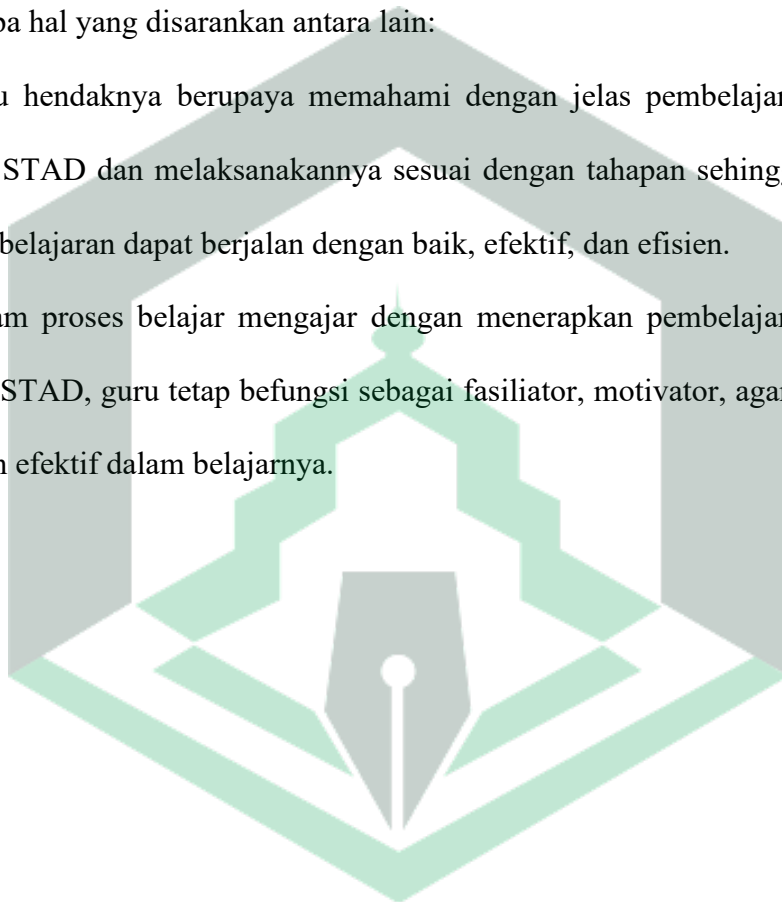 pa hal yang disarankan antara lain:
u hendaknya berupaya memahami dengan jelas pembelajar
STAD dan melaksanakannya sesuai dengan tahapan sehing
belajaran dapat berjalan dengan baik, efektif, dan efisien.
am proses belajar mengajar dengan menerapkan pembelajar
STAD, guru tetap befungsi sebagai fasiliator, motivator, agar
n efektif dalam belajarnya.